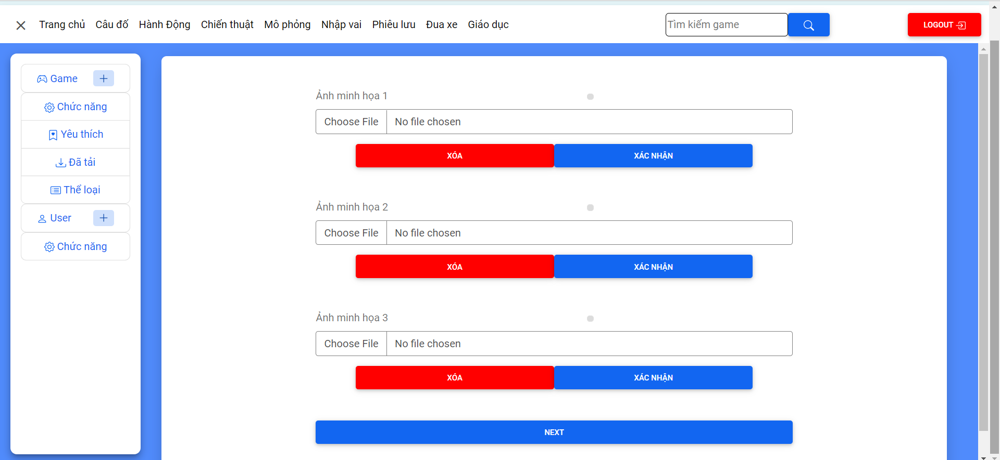 Trang chủ Câu đố Hành Động Chiến thuật Mô phỏng Nhập vai Phiêu lưu Đua xe Giáo dục Tìm kiếm game LOGOUT
Game
Chức năng
Yêu thích
Đã tải
Thể loại
User
Chức năng
Ảnh minh họa 1
Choose File No file chosen
XÓA XÁC NHẬN
Ảnh minh họa 2
Choose File No file chosen
XÓA XÁC NHẬN
Ảnh minh họa 3
Choose File No file chosen
XÓA XÁC NHẬN
NEXT